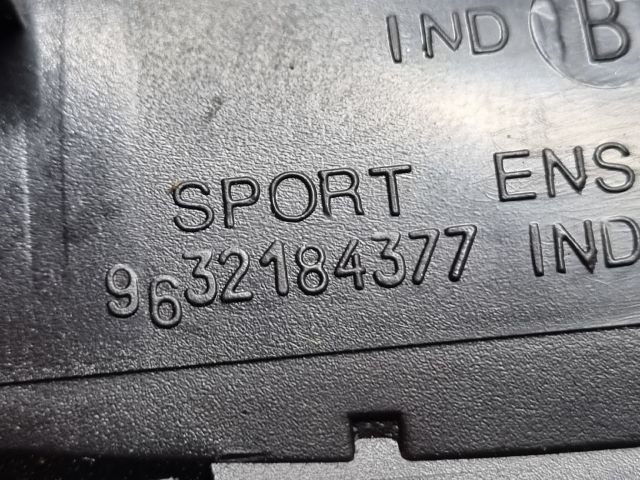 IND B
SPORT ENS
9632184377 IND